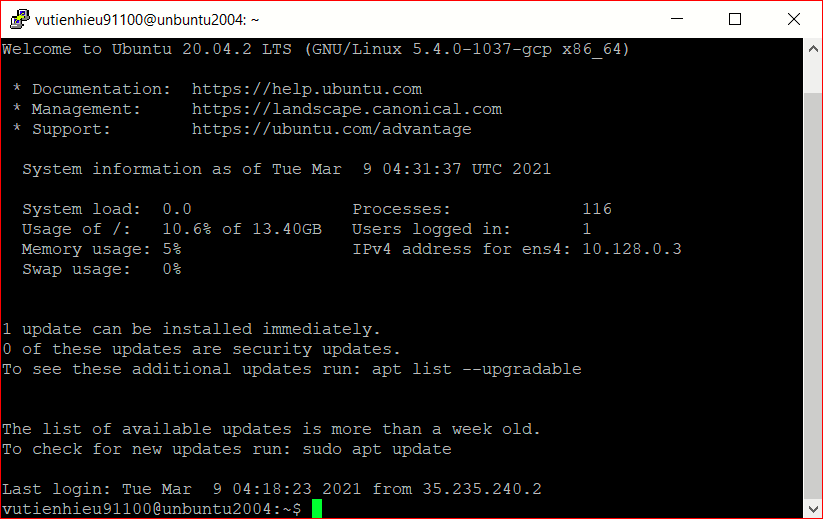 vutienhieu91100@unbuntu2004: ~
Welcome to Ubuntu 20.04.2 LTS (GNU/Linux 5.4.0-1037-gcp x86_64)
* Documentation:  https://help.ubuntu.com
* Management:     https://landscape.canonical.com
* Support:        https://ubuntu.com/advantage
System information as of Tue Mar  9 04:31:37 UTC 2021
System load:  0.0                Processes:             116
Usage of /:   10.6% of 13.40GB   Users logged in:       1
Memory usage: 5%                 IPv4 address for ens4: 10.128.0.3
Swap usage:   0%
1 update can be installed immediately.
0 of these updates are security updates.
To see these additional updates run: apt list --upgradable
The list of available updates is more than a week old.
To check for new updates run: sudo apt update
Last login: Tue Mar  9 04:18:23 2021 from 35.235.240.2
vutienhieu91100@unbuntu2004:~$